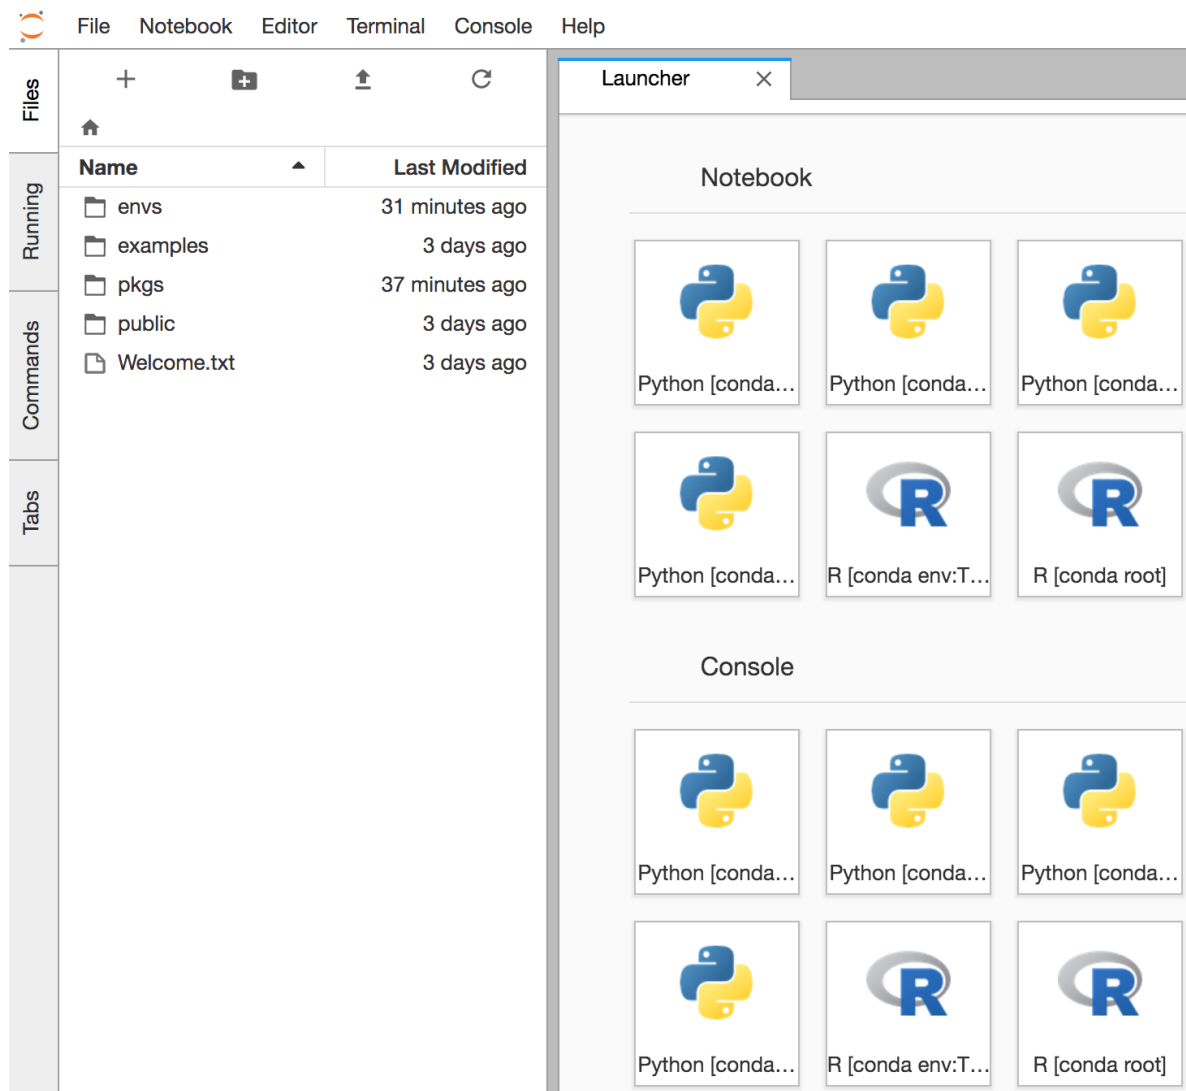 File Notebook Editor Terminal Console Help
Files
Running
Commands
Tabs
Name Last Modified
envs 31 minutes ago
examples 3 days ago
pkgs 37 minutes ago
public 3 days ago
Welcome.txt 3 days ago
Launcher
Notebook
Python [conda... Python [conda... Python [conda...
Python [conda... R [conda env:T... R [conda root]
Console
Python [conda... Python [conda... Python [conda...
Python [conda... R [conda env:T... R [conda root]